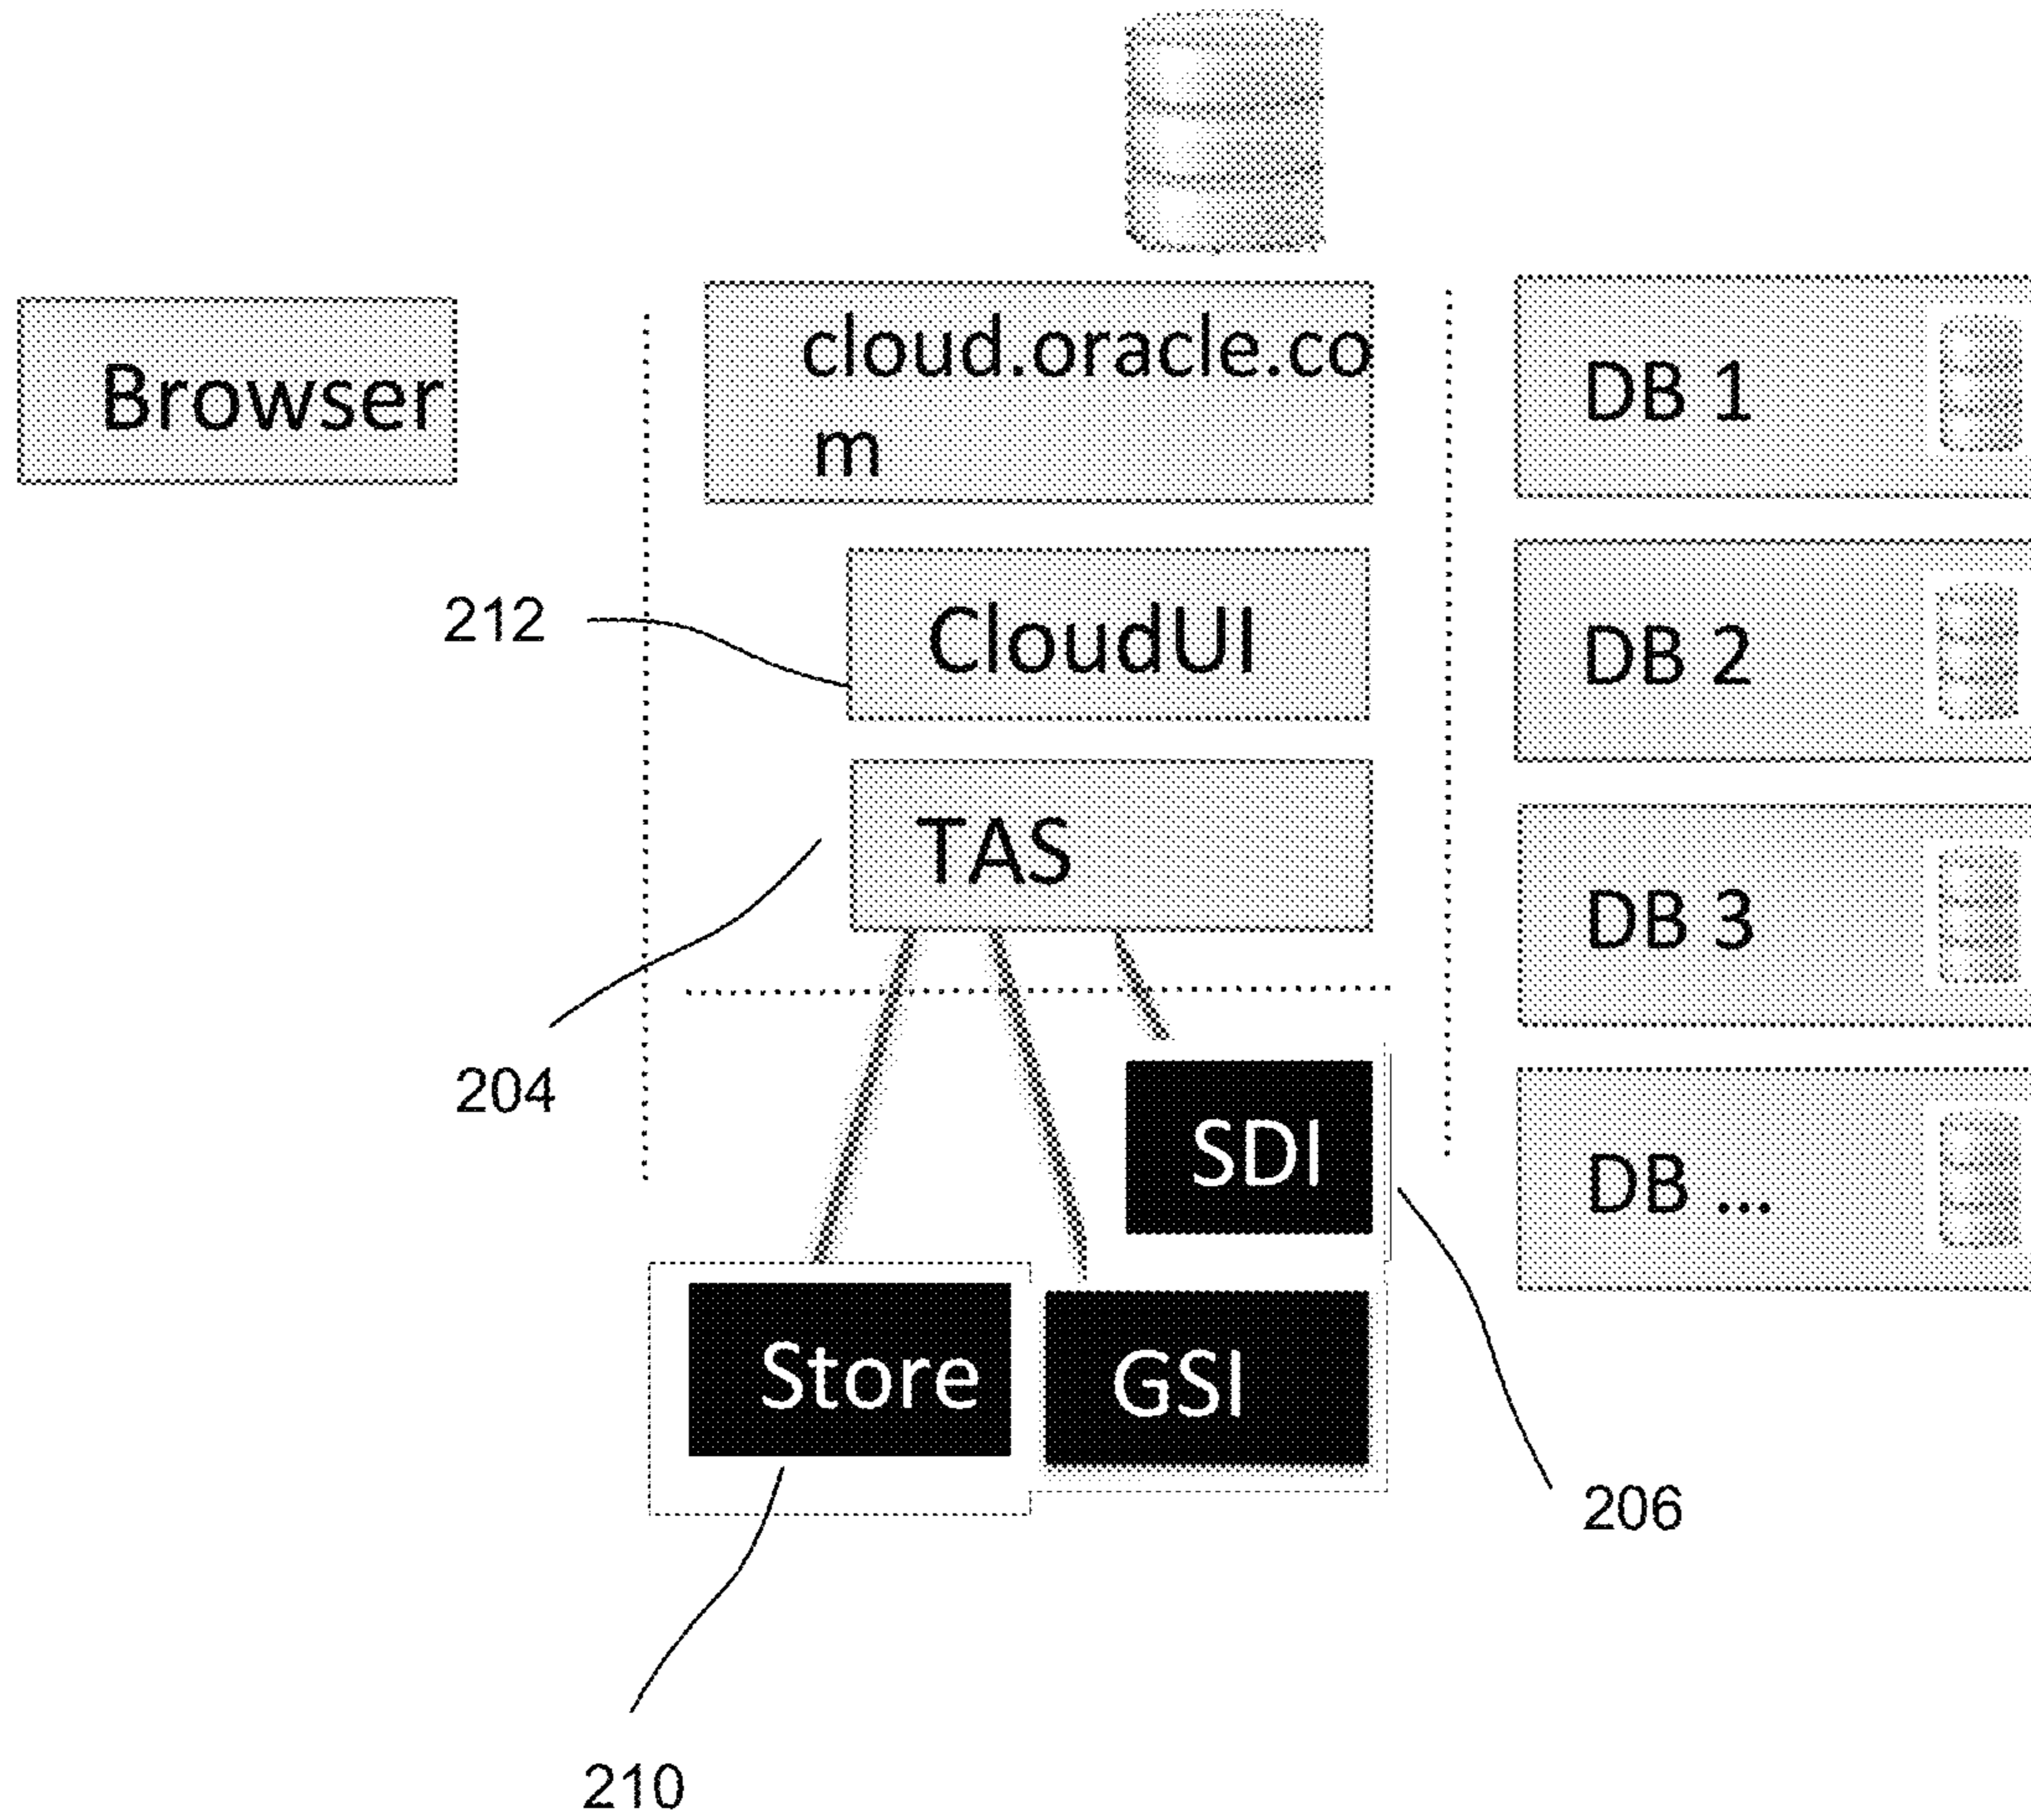 Browser
cloud.oracle.co
m
DB 1
212
CloudUI
DB 2
TAS
DB 3
204
SDI
DB ...
Store
GSI
206
210